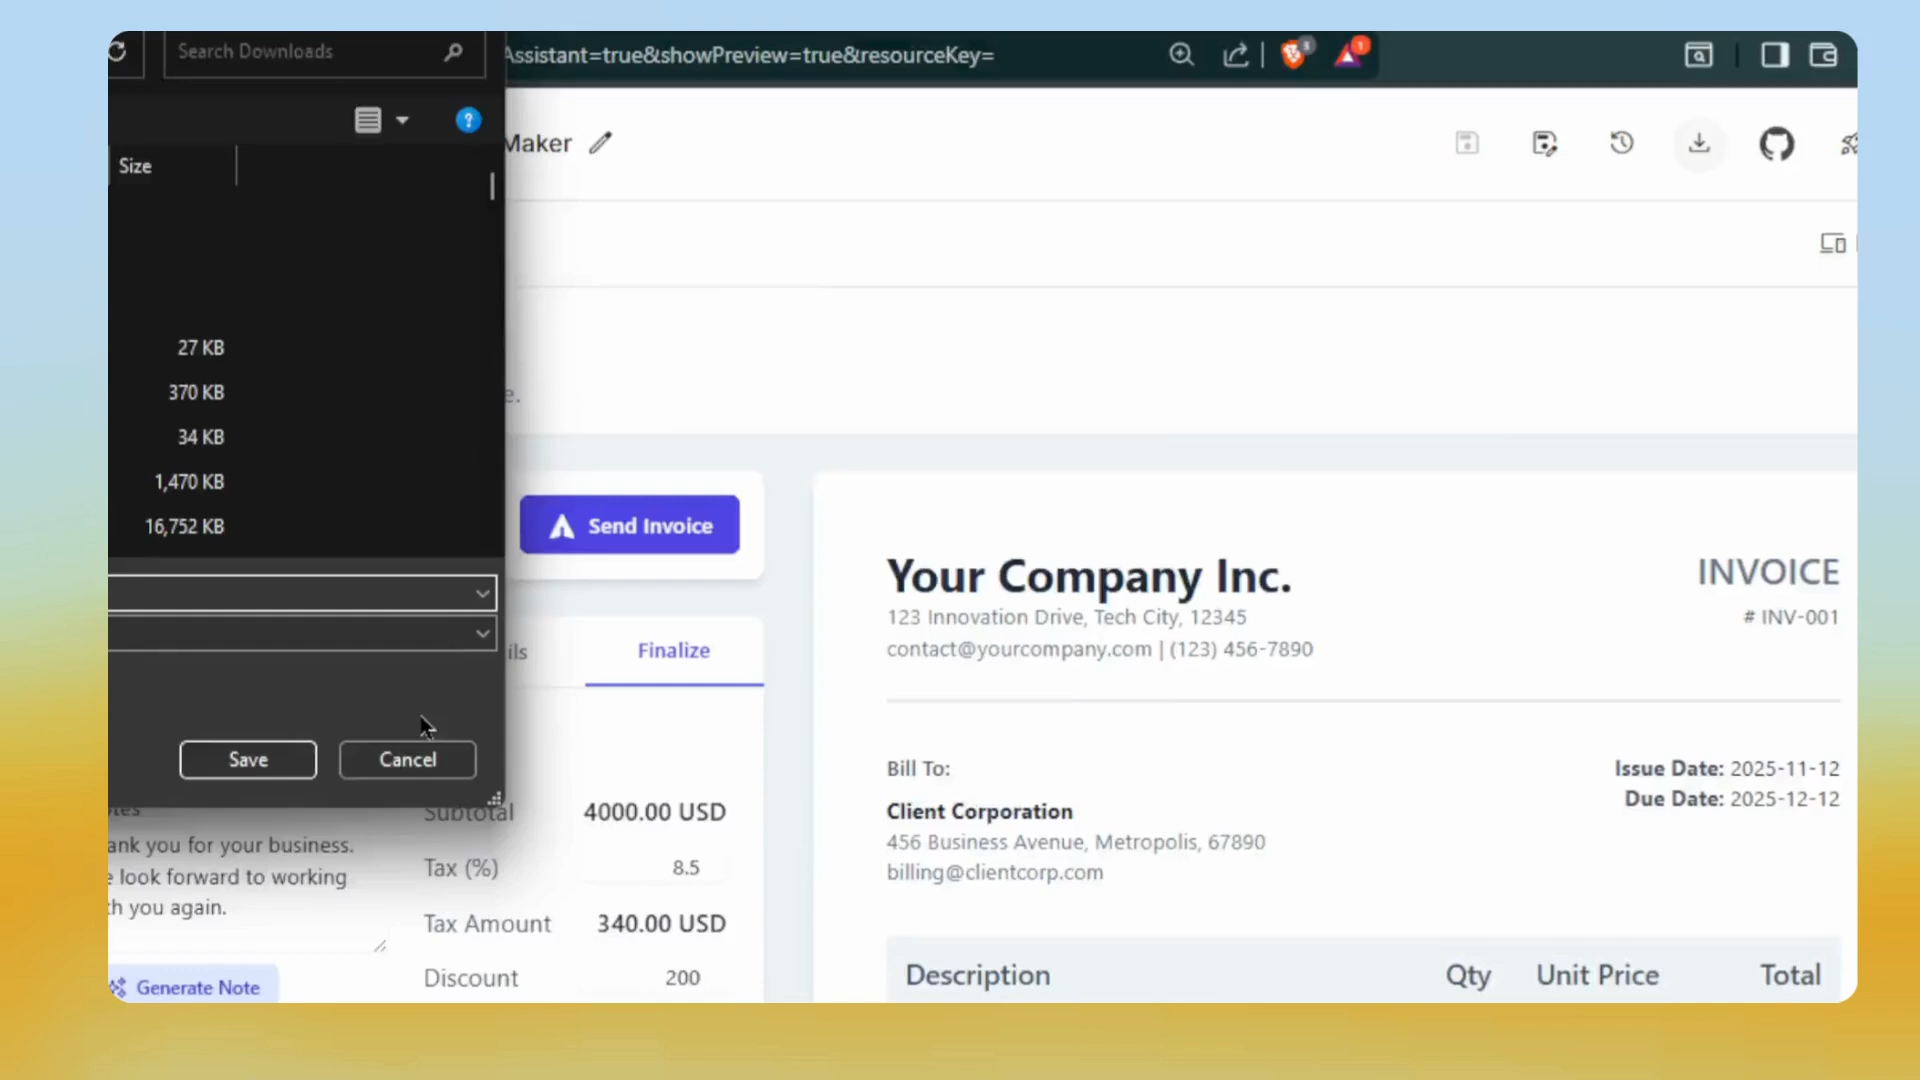 Search Downloads
Assistant=true&showPreview=true&resourceKey=
3
1
?
Maker
Size
27 KB
370 KB
34 KB
1,470 KB
16,752 KB
Save
Cancel
e.
Send Invoice
ils
Finalize
Your Company Inc.
INVOICE
123 Innovation Drive, Tech City, 12345
# INV-001
contact@yourcompany.com | (123) 456-7890
Bill To:
Issue Date: 2025-11-12
Due Date: 2025-12-12
Client Corporation
456 Business Avenue, Metropolis, 67890
billing@clientcorp.com
Subtotal
4000.00 USD
ank you for your business.
e look forward to working
th you again.
Tax (%)
8.5
Tax Amount
340.00 USD
Discount
200
Generate Note
Description
Qty
Unit Price
Total